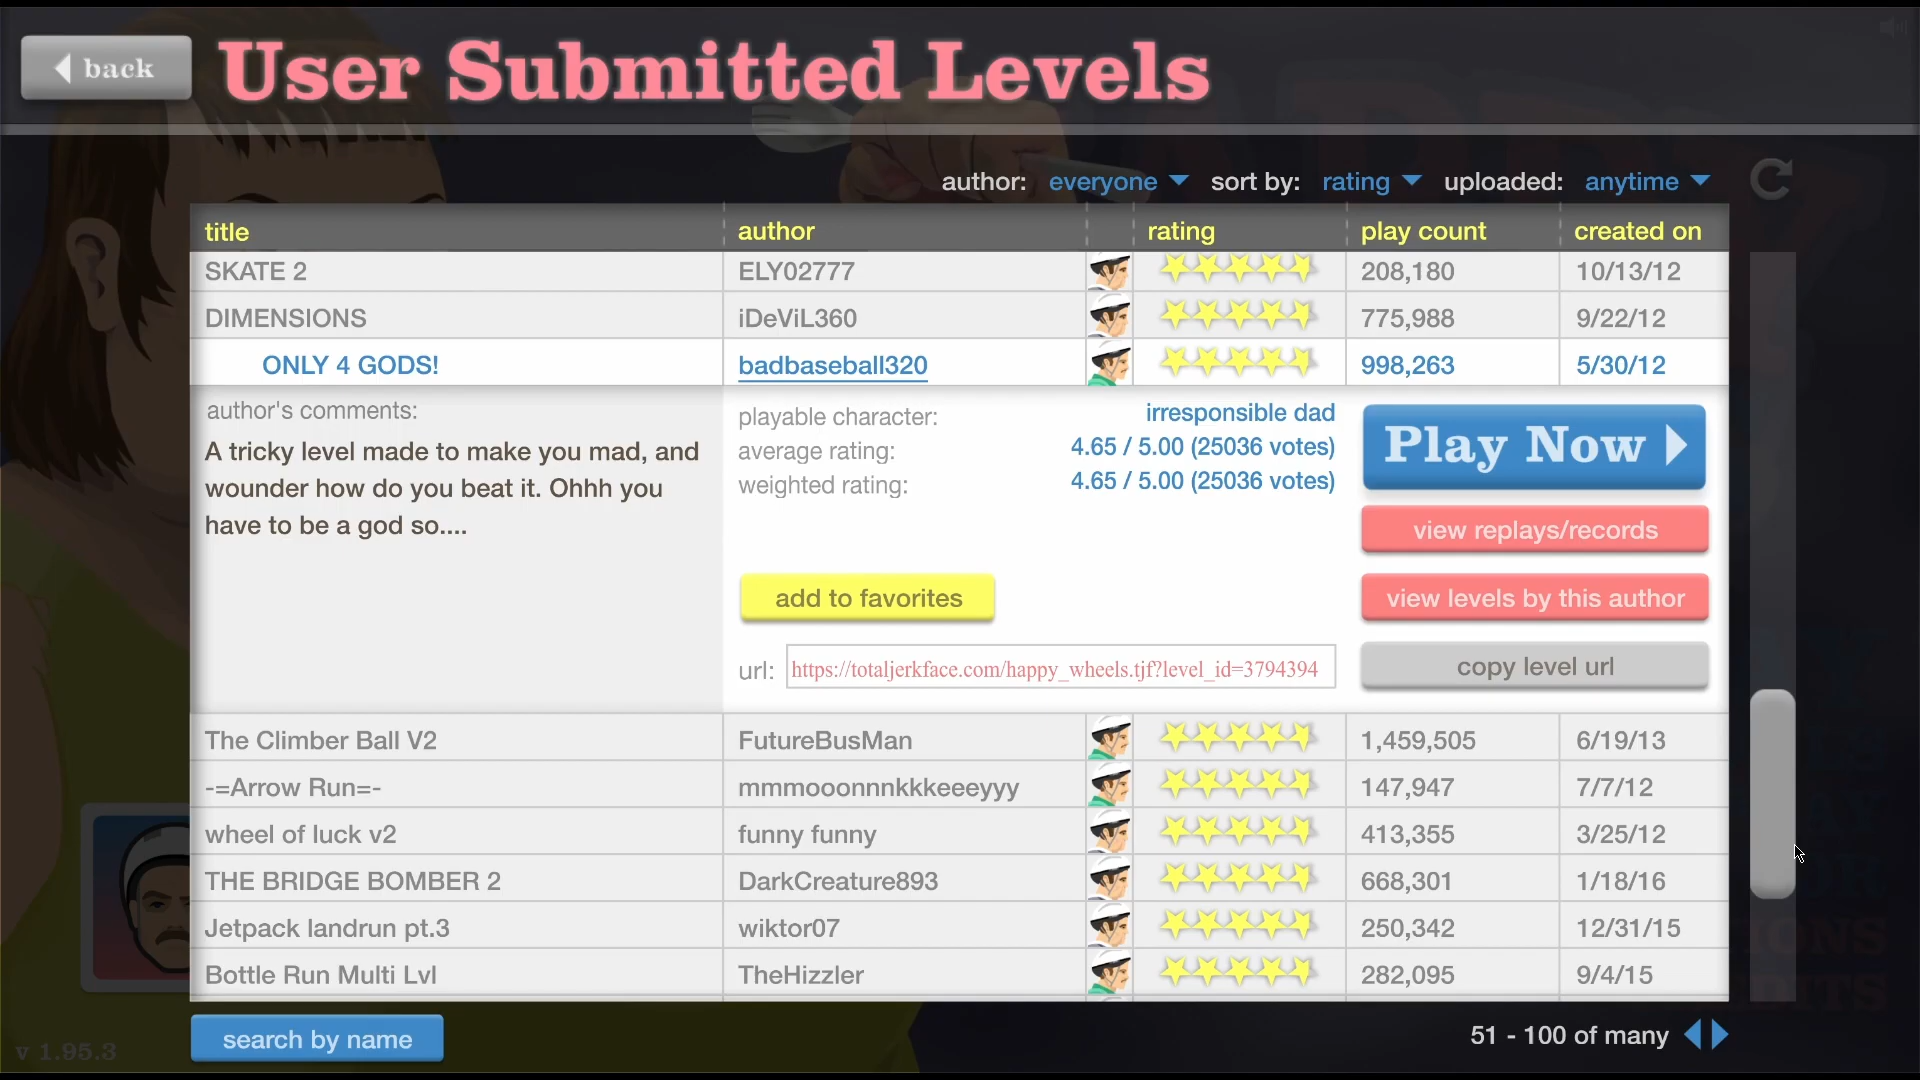 back
User Submitted Levels
author: everyone sort by: rating uploaded: anytime
title author rating play count created on
SKATE 2 ELY02777 208,180 10/13/12
DIMENSIONS iDeViL360 775,988 9/22/12
ONLY 4 GODS! badbaseball320 998,263 5/30/12
author's comments:
A tricky level made to make you mad, and
wounder how do you beat it. Ohhh you
have to be a god so....
playable character: irresponsible dad
average rating: 4.65 / 5.00 (25036 votes)
weighted rating: 4.65 / 5.00 (25036 votes)
add to favorites
url: https://totaljerkface.com/happy_wheels.tjf?level_id=3794394
Play Now
view replays/records
view levels by this author
copy level url
The Climber Ball V2 FutureBusMan 1,459,505 6/19/13
-=Arrow Run=- mmmooonnnkkkeeeyyy 147,947 7/7/12
wheel of luck v2 funny funny 413,355 3/25/12
THE BRIDGE BOMBER 2 DarkCreature893 668,301 1/18/16
Jetpack landrun pt.3 wiktor07 250,342 12/31/15
Bottle Run Multi Lvl TheHizzler 282,095 9/4/15
search by name
51 - 100 of many
v 1.95.3